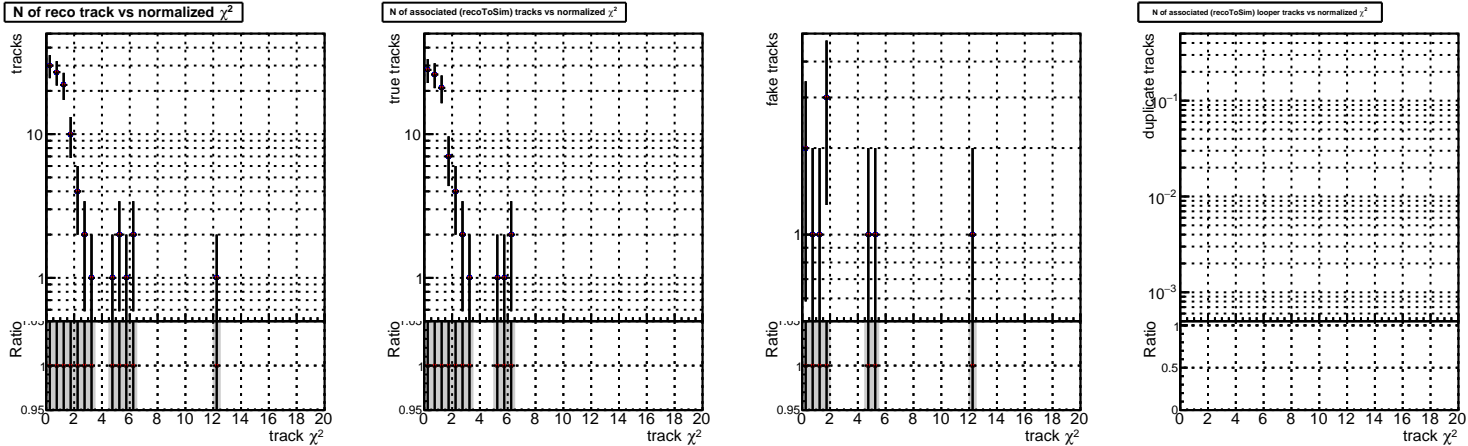 N of reco track vs normalized χ²
tracks
10
1
Ratio
1
0.95
0 2 4 6 8 10 12 14 16 18 20
track χ²
N of associated (recoToSim) tracks vs normalized χ²
true tracks
10
1
Ratio
1
0.95
0 2 4 6 8 10 12 14 16 18 20
track χ²
fake tracks
1
Ratio
1
0.95
0 2 4 6 8 10 12 14 16 18 20
track χ²
N of associated (recoToSim) looper tracks vs normalized χ²
duplicate tracks
10⁻¹
10⁻²
10⁻³
Ratio
1
0.5
0
0 2 4 6 8 10 12 14 16 18 20
track χ²